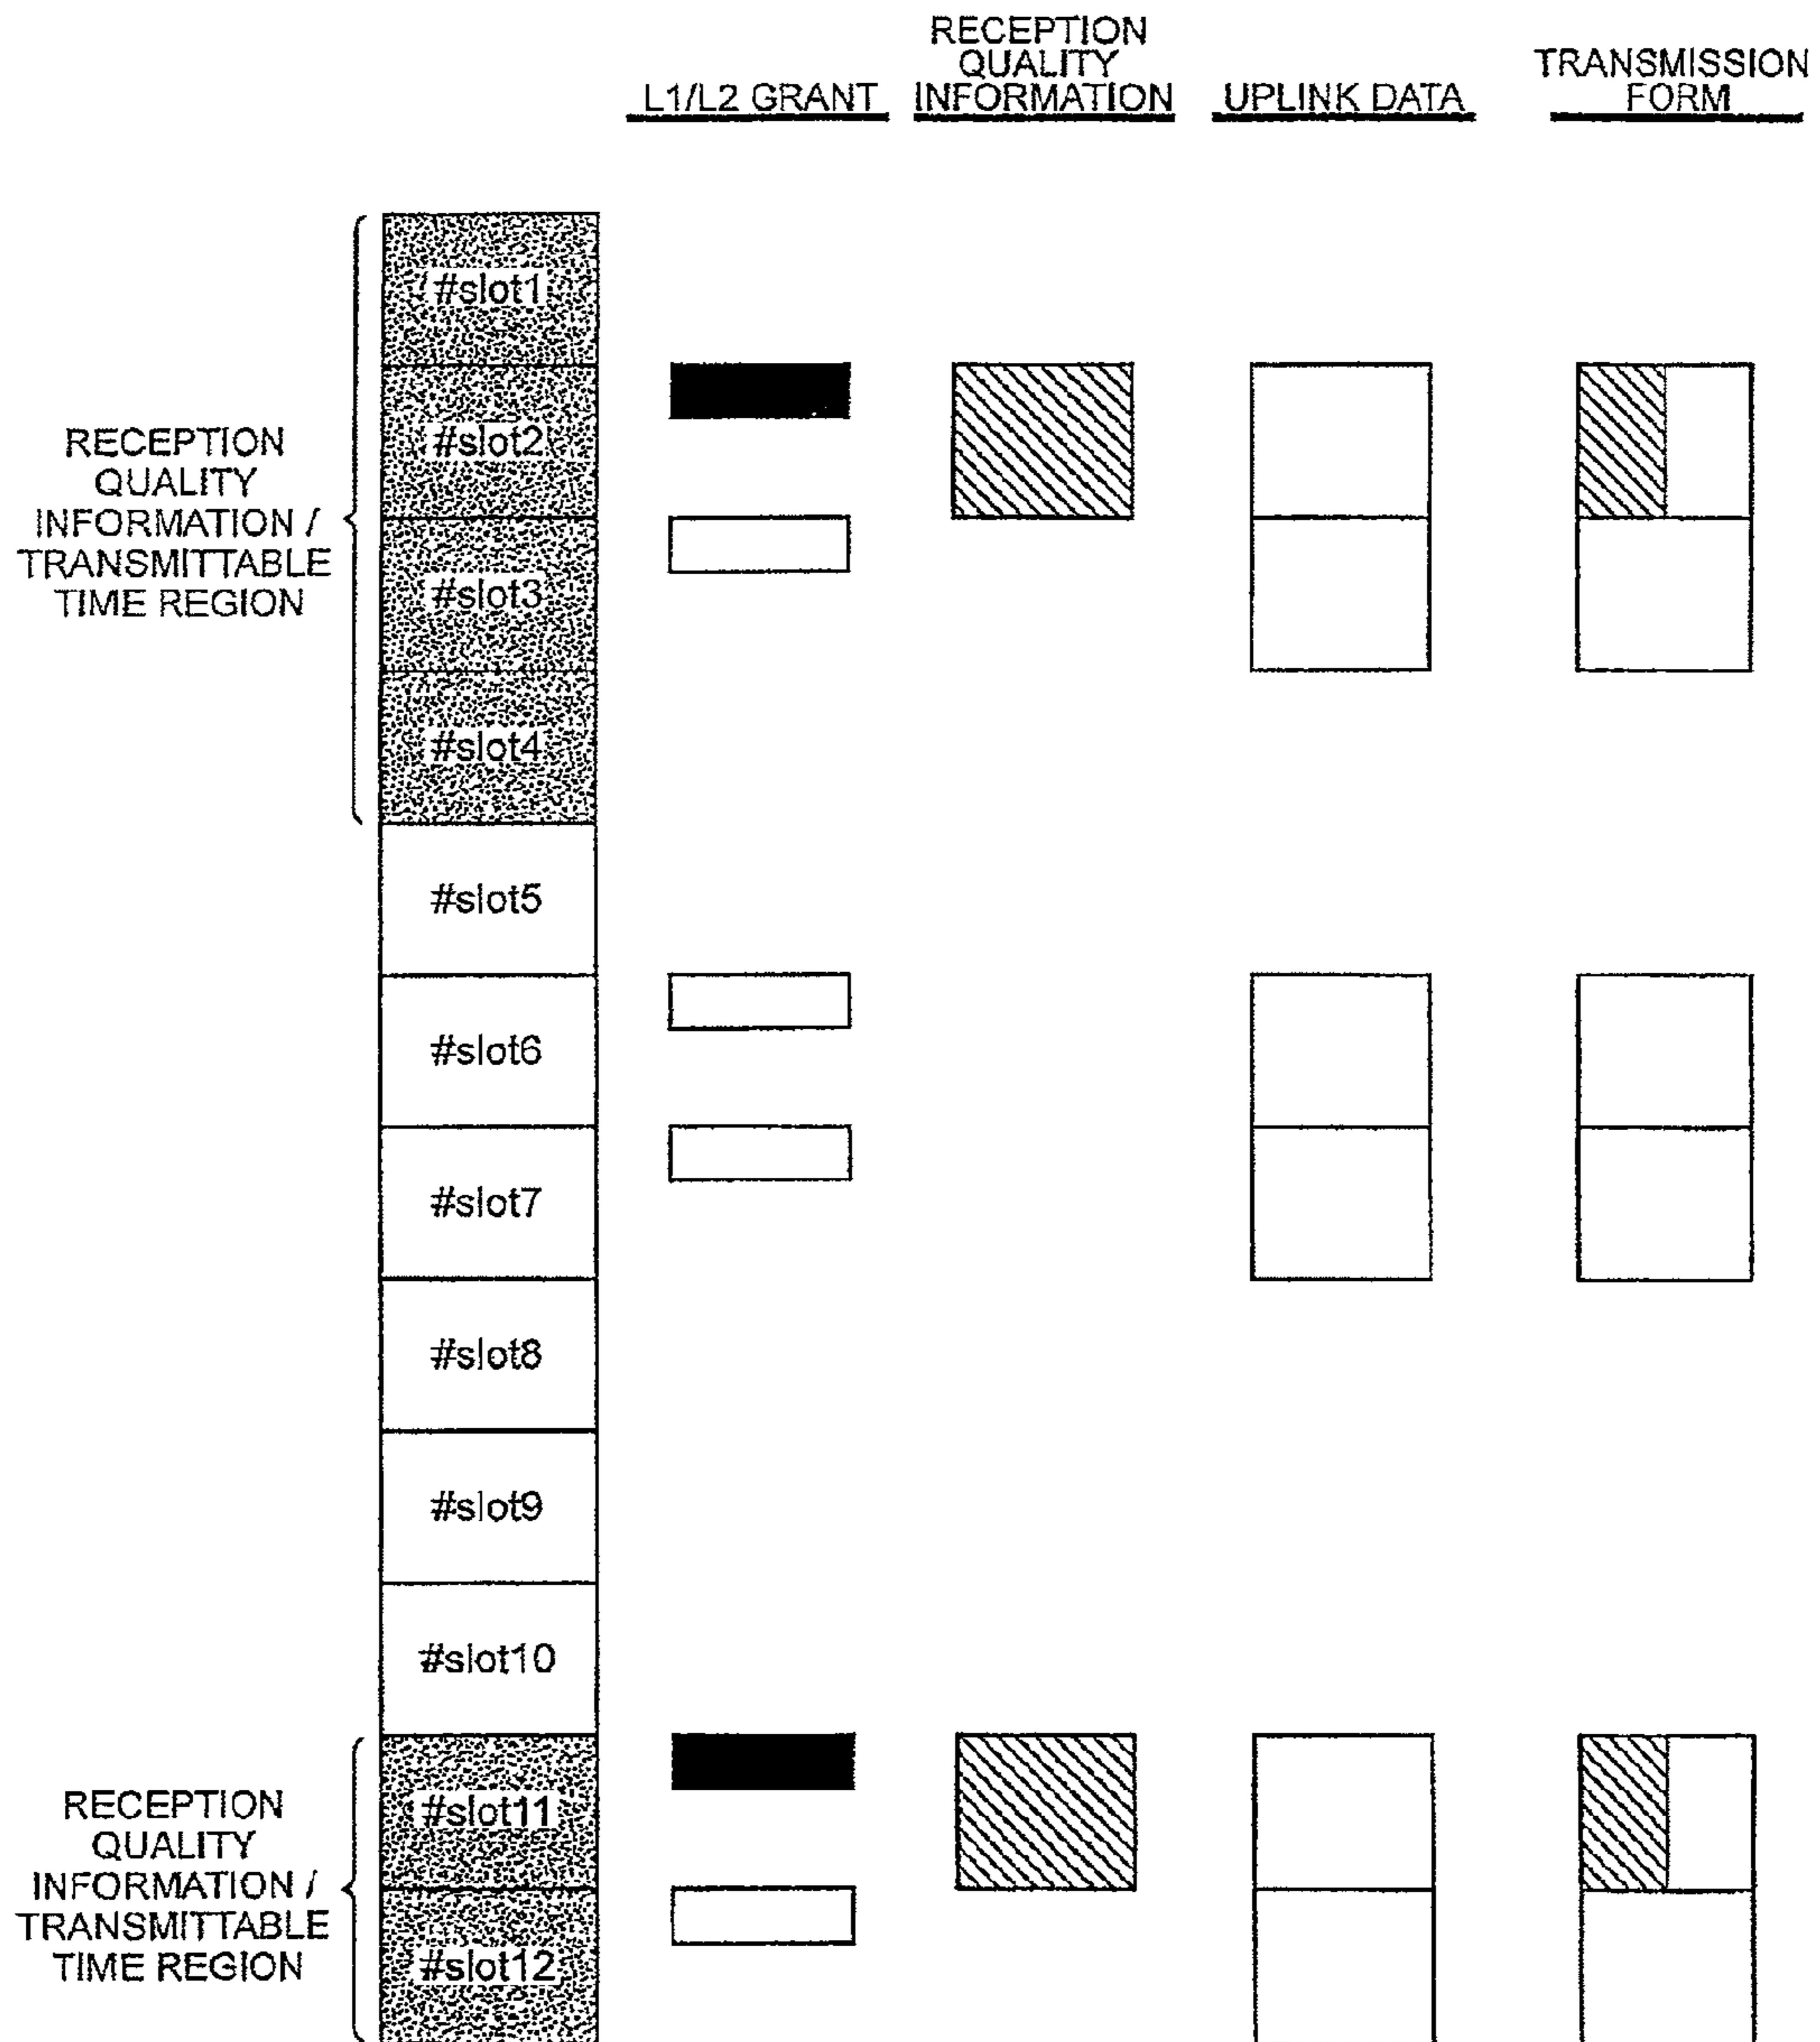 L1/L2 GRANT
RECEPTION
QUALITY
INFORMATION
UPLINK DATA
TRANSMISSION
FORM
RECEPTION
QUALITY
INFORMATION /
TRANSMITTABLE
TIME REGION
#slot1
#slot2
#slot3
#slot4
#slot5
#slot6
#slot7
#slot8
#slot9
#slot10
RECEPTION
QUALITY
INFORMATION /
TRANSMITTABLE
TIME REGION
#slot11
#slot12